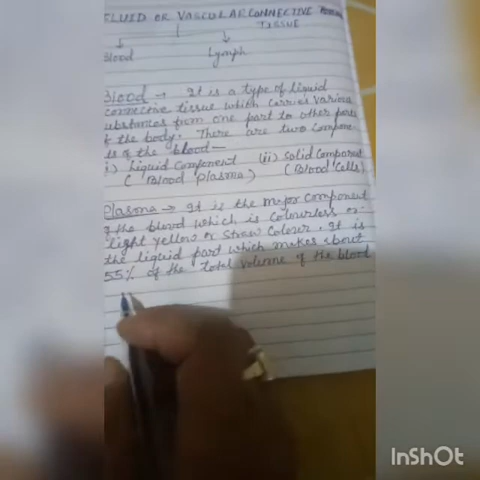 FLUID OR VASCULAR CONNECTIVE
TISSUE
Blood Lymph
Blood → It is a type of liquid
connective tissue which carries various
substances from one part to other parts
of the body. There are two compone-
ts of the blood—
i) Liquid Component (ii) Solid Component
(Blood plasma) (Blood Cells)
Plasma → It is the major component
of the blood which is colourless or
light yellow or straw colour. It is
the liquid part which makes about
55% of the total volume of the blood
InShOt